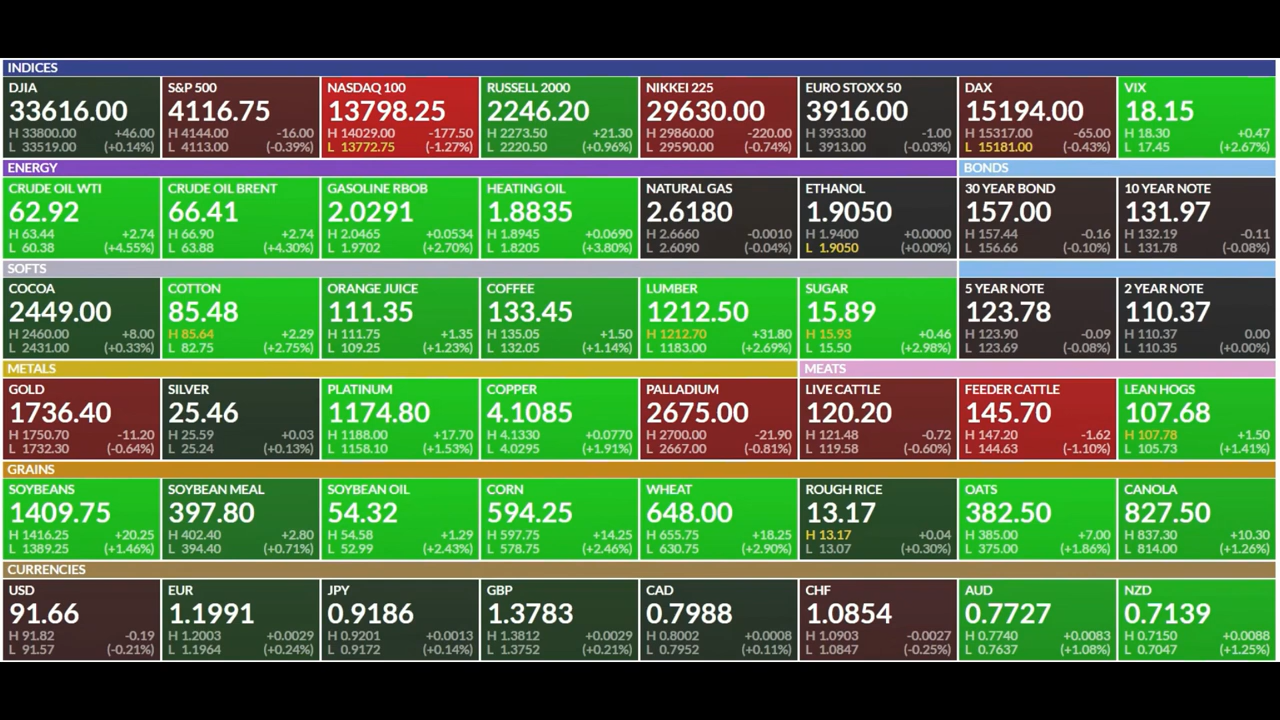 INDICES
DJIA
33616.00
H 33800.00 +46.00
L 33519.00 (+0.14%)
S&P 500
4116.75
H 4144.00 -16.00
L 4113.00 (-0.39%)
NASDAQ 100
13798.25
H 14029.00 -177.50
L 13772.75 (-1.27%)
RUSSELL 2000
2246.20
H 2273.50 +21.30
L 2220.50 (+0.96%)
NIKKEI 225
29630.00
H 29860.00 -220.00
L 29590.00 (-0.74%)
EURO STOXX 50
3916.00
H 3933.00 -1.00
L 3913.00 (-0.03%)
DAX
15194.00
H 15317.00 -65.00
L 15181.00 (-0.43%)
VIX
18.15
H 18.30 +0.47
L 17.45 (+2.67%)
ENERGY
CRUDE OIL WTI
62.92
H 63.44 +2.74
L 60.38 (+4.55%)
CRUDE OIL BRENT
66.41
H 66.90 +2.74
L 63.88 (+4.30%)
GASOLINE RBOB
2.0291
H 2.0465 +0.0534
L 1.9702 (+2.70%)
HEATING OIL
1.8835
H 1.8945 +0.0690
L 1.8205 (+3.80%)
NATURAL GAS
2.6180
H 2.6660 -0.0010
L 2.6090 (-0.04%)
ETHANOL
1.9050
H 1.9400 +0.0000
L 1.9050 (+0.00%)
BONDS
30 YEAR BOND
157.00
H 157.44 -0.16
L 156.66 (-0.10%)
10 YEAR NOTE
131.97
H 132.19 -0.11
L 131.78 (-0.08%)
SOFTS
COCOA
2449.00
H 2460.00 +8.00
L 2431.00 (+0.33%)
COTTON
85.48
H 85.64 +2.29
L 82.75 (+2.75%)
ORANGE JUICE
111.35
H 111.75 +1.35
L 109.25 (+1.23%)
COFFEE
133.45
H 135.05 +1.50
L 132.05 (+1.14%)
LUMBER
1212.50
H 1212.70 +31.80
L 1183.00 (+2.69%)
SUGAR
15.89
H 15.93 +0.46
L 15.50 (+2.98%)
5 YEAR NOTE
123.78
H 123.90 -0.09
L 123.69 (-0.08%)
2 YEAR NOTE
110.37
H 110.37 0.00
L 110.35 (+0.00%)
METALS
GOLD
1736.40
H 1750.70 -11.20
L 1732.30 (-0.64%)
SILVER
25.46
H 25.59 +0.03
L 25.24 (+0.13%)
PLATINUM
1174.80
H 1188.00 +17.70
L 1158.10 (+1.53%)
COPPER
4.1085
H 4.1330 +0.0770
L 4.0295 (+1.91%)
PALLADIUM
2675.00
H 2700.00 -21.90
L 2667.00 (-0.81%)
MEATS
LIVE CATTLE
120.20
H 121.48 -0.72
L 119.58 (-0.60%)
FEEDER CATTLE
145.70
H 147.20 -1.62
L 144.63 (-1.10%)
LEAN HOGS
107.68
H 107.78 +1.50
L 105.73 (+1.41%)
GRAINS
SOYBEANS
1409.75
H 1416.25 +20.25
L 1389.25 (+1.46%)
SOYBEAN MEAL
397.80
H 402.40 +2.80
L 394.40 (+0.71%)
SOYBEAN OIL
54.32
H 54.58 +1.29
L 52.99 (+2.43%)
CORN
594.25
H 597.75 +14.25
L 578.75 (+2.46%)
WHEAT
648.00
H 655.75 +18.25
L 630.75 (+2.90%)
ROUGH RICE
13.17
H 13.17 +0.04
L 13.07 (+0.30%)
OATS
382.50
H 385.00 +7.00
L 375.00 (+1.86%)
CANOLA
827.50
H 837.30 +10.30
L 814.00 (+1.26%)
CURRENCIES
USD
91.66
H 91.82 -0.19
L 91.57 (-0.21%)
EUR
1.1991
H 1.2003 +0.0029
L 1.1964 (+0.24%)
JPY
0.9186
H 0.9201 +0.0013
L 0.9172 (+0.14%)
GBP
1.3783
H 1.3812 +0.0029
L 1.3752 (+0.21%)
CAD
0.7988
H 0.8002 +0.0008
L 0.7952 (+0.11%)
CHF
1.0854
H 1.0903 -0.0027
L 1.0847 (-0.25%)
AUD
0.7727
H 0.7740 +0.0083
L 0.7637 (+1.08%)
NZD
0.7139
H 0.7150 +0.0088
L 0.7047 (+1.25%)